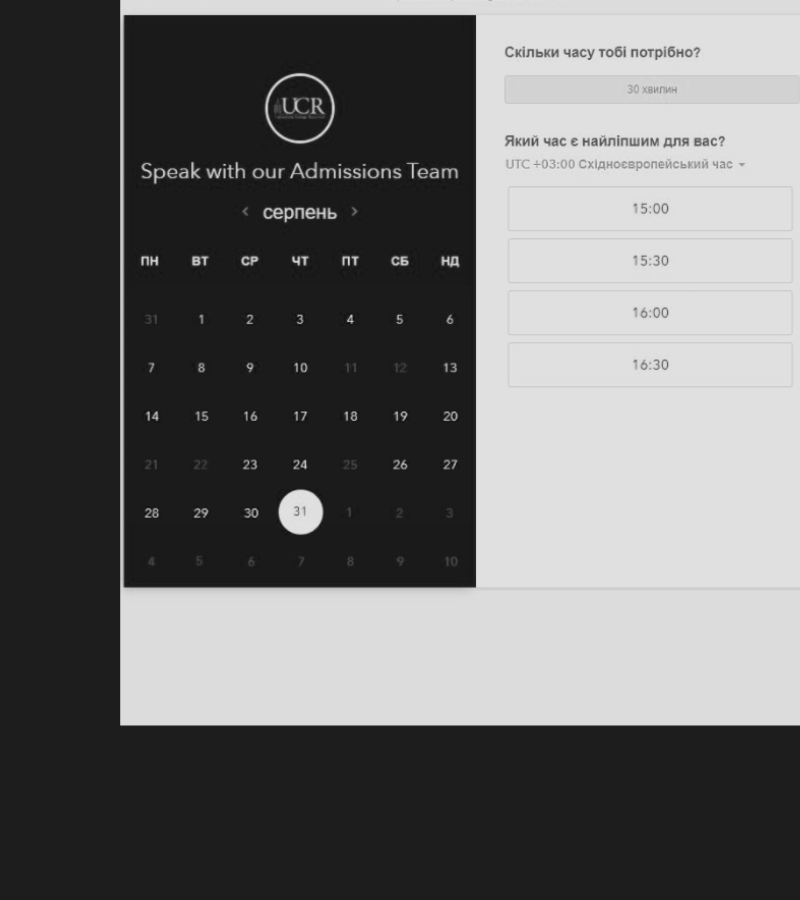 UCR
Speak with our Admissions Team
‹ серпень ›
ПН ВТ СР ЧТ ПТ СБ НД
31 1 2 3 4 5 6
7 8 9 10 11 12 13
14 15 16 17 18 19 20
21 22 23 24 25 26 27
28 29 30 31 1 2 3
4 5 6 7 8 9 10
Скільки часу тобі потрібно?
30 хвилин
Який час є найліпшим для вас?
UTC +03:00 Східноєвропейський час
15:00
15:30
16:00
16:30